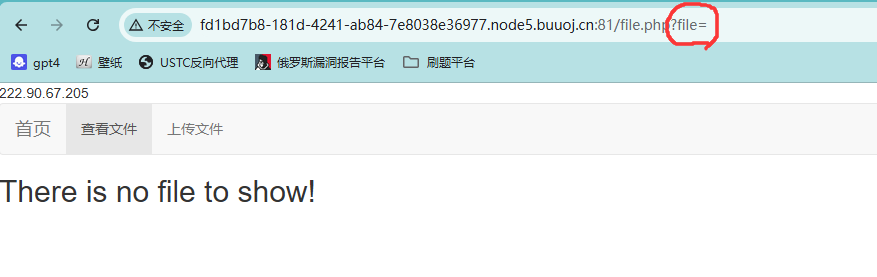 不安全 fd1bd7b8-181d-4241-ab84-7e8038e36977.node5.buuoj.cn:81/file.php?file=
gpt4 壁纸 USTC反向代理 俄罗斯漏洞报告平台 刷题平台
222.90.67.205
首页 查看文件 上传文件
There is no file to show!